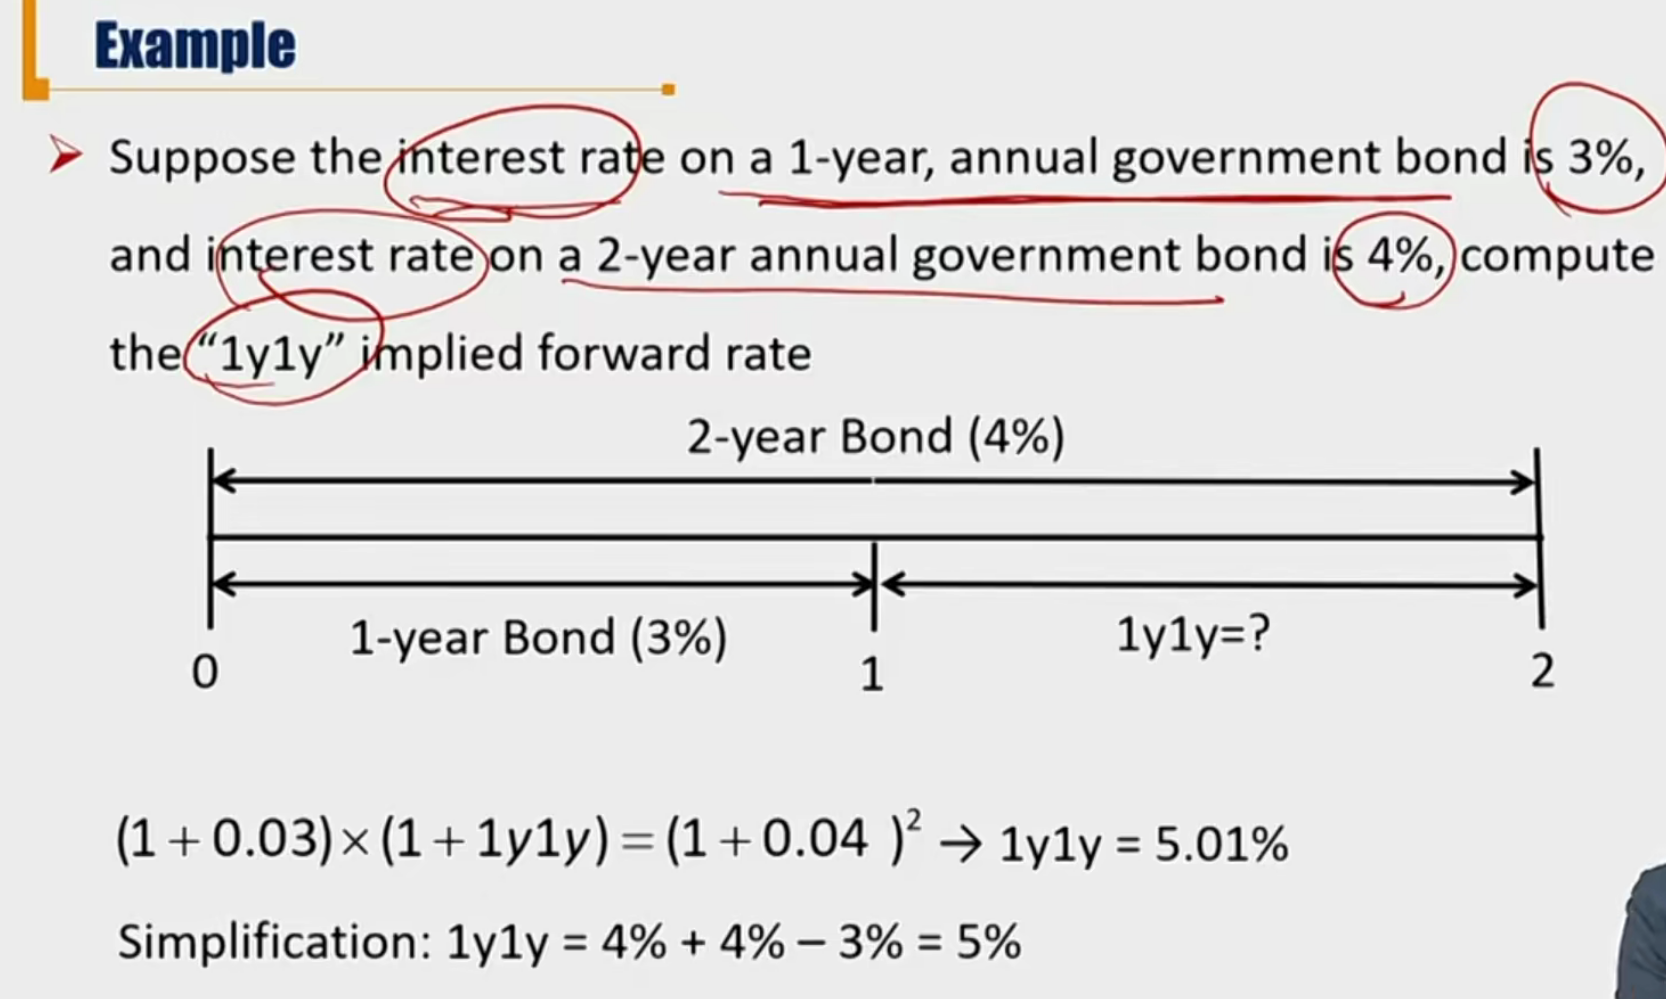 Example
Suppose the interest rate on a 1-year, annual government bond is 3%,
and interest rate on a 2-year annual government bond is 4%, compute
the “1y1y” implied forward rate
2-year Bond (4%)
1-year Bond (3%) 1y1y=?
0 1 2
(1+0.03)×(1+1y1y)=(1+0.04 )² → 1y1y = 5.01%
Simplification: 1y1y = 4% + 4% – 3% = 5%